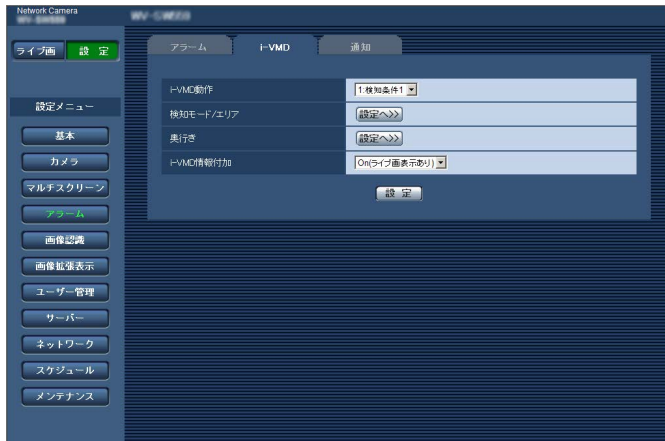 Network Camera
ライブ画 設 定
設定メニュー
基本
カメラ
マルチスクリーン
アラーム
画像認識
画像拡張表示
ユーザー管理
サーバー
ネットワーク
スケジュール
メンテナンス
アラーム i-VMD 通知
i-VMD動作 1:検知条件1
検知モード/エリア 設定へ>>
奥行き 設定へ>>
i-VMD情報付加 On(ライブ画表示あり)
設 定